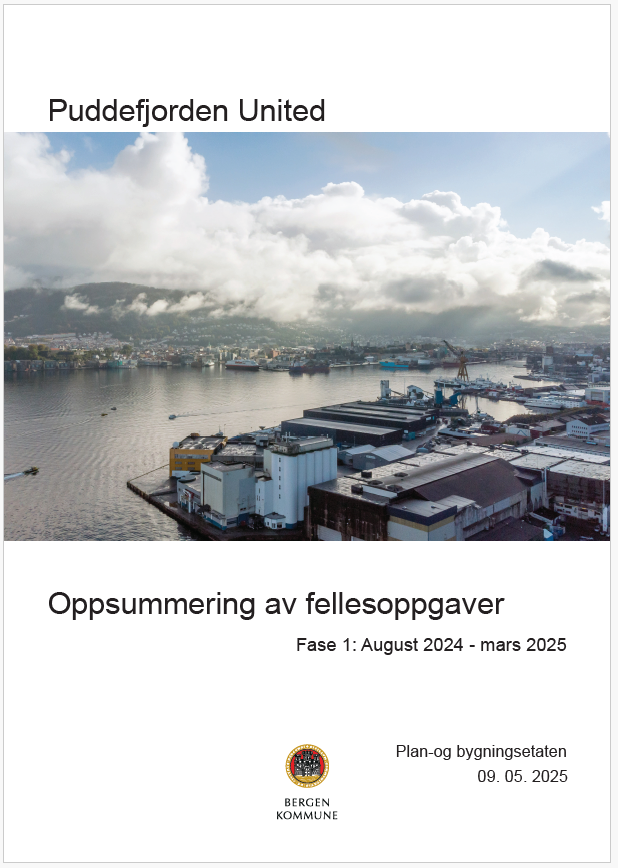 Puddefjorden United
Oppsummering av fellesoppgaver
Fase 1: August 2024 - mars 2025
Plan-og bygningsetaten
09. 05. 2025
BERGEN
KOMMUNE